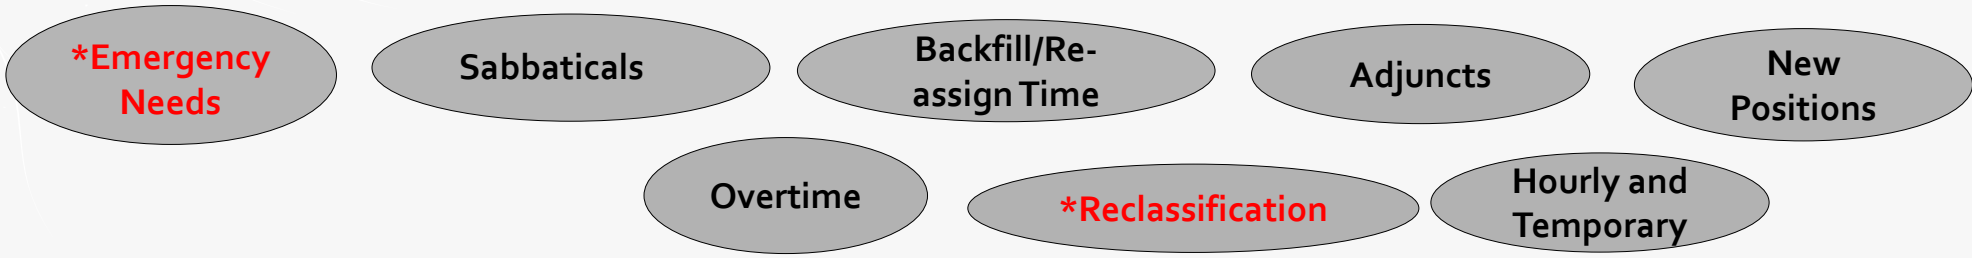 *Emergency
Needs
Sabbaticals
Backfill/Re-
assign Time
Adjuncts
New
Positions
Overtime
*Reclassification
Hourly and
Temporary